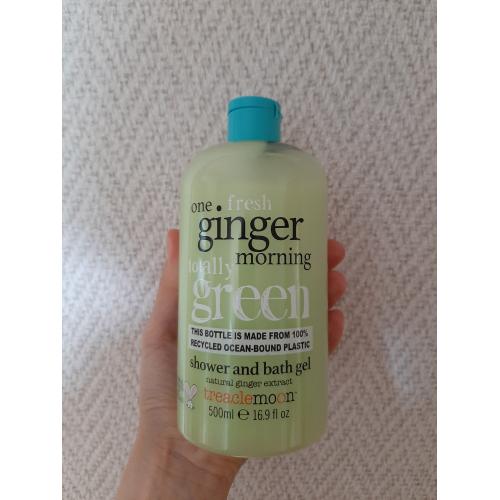 one fresh
ginger
morning
totally
green
THIS BOTTLE IS MADE FROM 100%
RECYCLED OCEAN-BOUND PLASTIC
shower and bath gel
natural ginger extract
treaclemoon™
500ml ℮ 16.9 fl oz